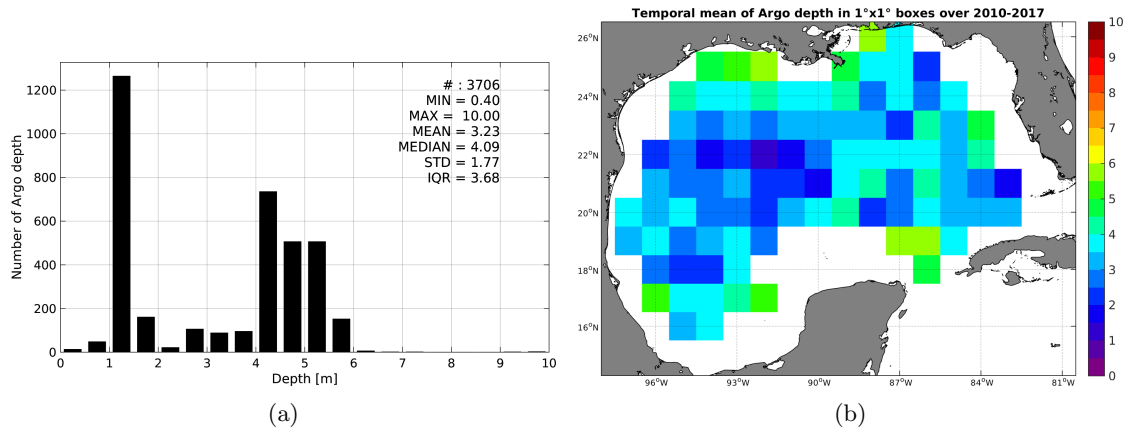 Temporal mean of Argo depth in 1°x1° boxes over 2010-2017
# : 3706
MIN = 0.40
MAX = 10.00
MEAN = 3.23
MEDIAN = 4.09
STD = 1.77
IQR = 3.68
Number of Argo depth
1200
1000
800
600
400
200
0
0 1 2 3 4 5 6 7 8 9 10
Depth [m]
(a)
26°N
24°N
22°N
20°N
18°N
16°N
96°W 93°W 90°W 87°W 84°W 81°W
10
9
8
7
6
5
4
3
2
1
0
(b)